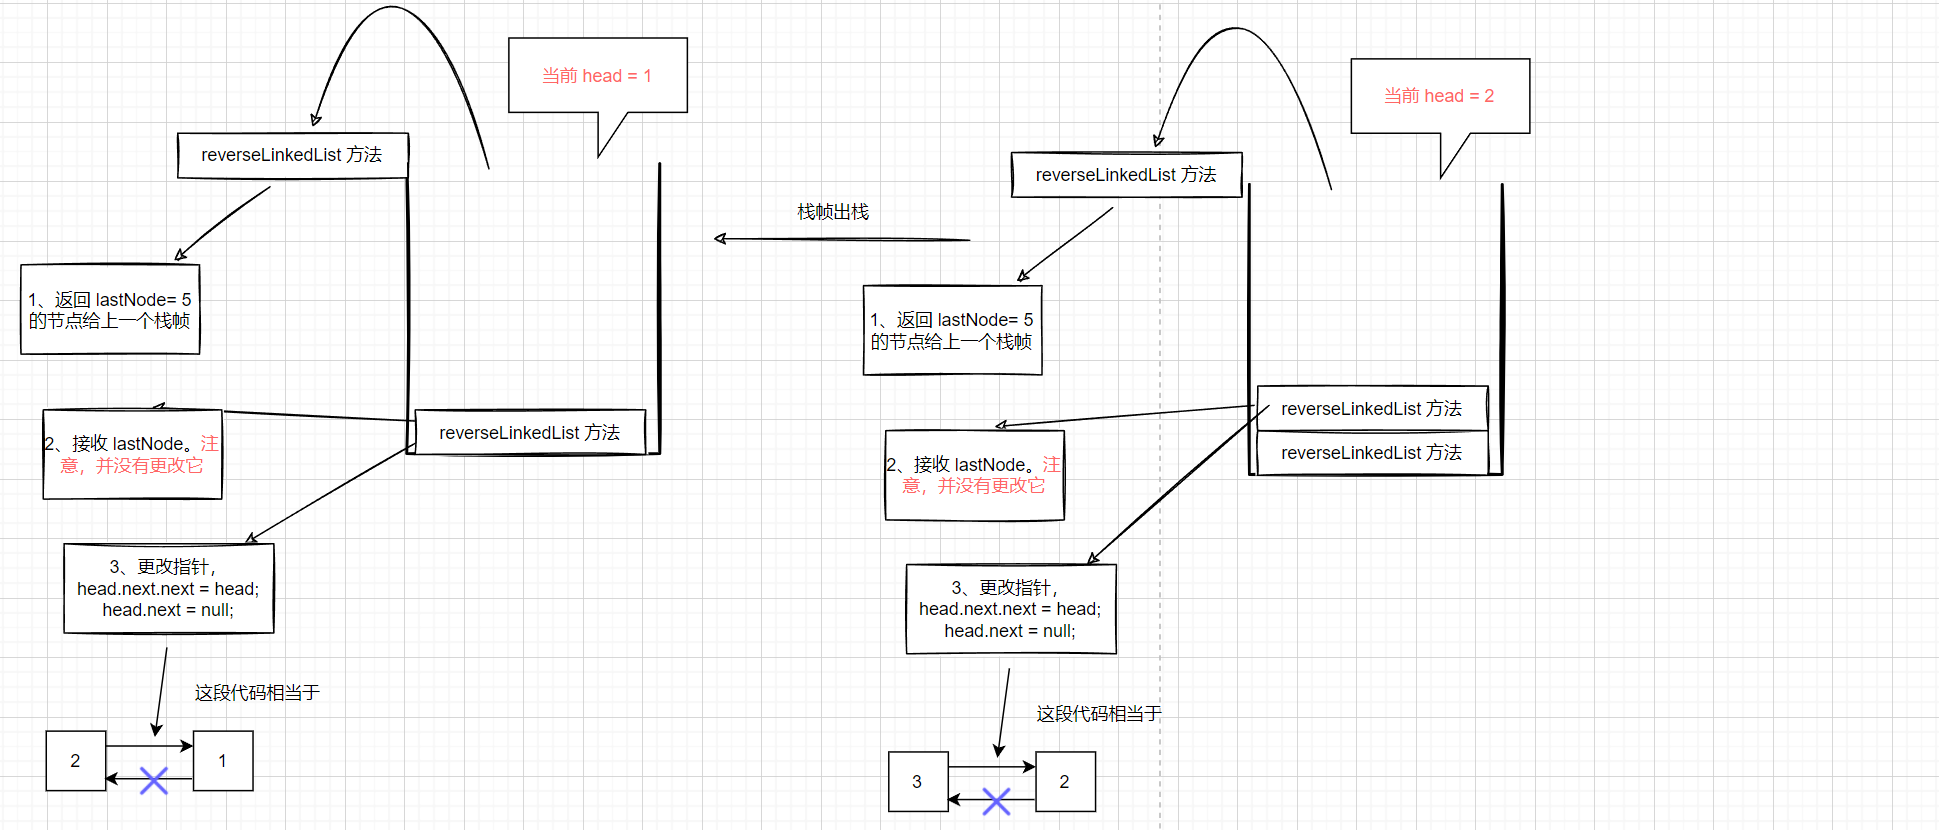 当前 head = 1
reverseLinkedList 方法
1、返回 lastNode= 5
的节点给上一个栈帧
reverseLinkedList 方法
2、接收 lastNode。注
意，并没有更改它
3、更改指针，
head.next.next = head;
head.next = null;
这段代码相当于
2
1
栈帧出栈
当前 head = 2
reverseLinkedList 方法
1、返回 lastNode= 5
的节点给上一个栈帧
reverseLinkedList 方法
reverseLinkedList 方法
2、接收 lastNode。注
意，并没有更改它
3、更改指针，
head.next.next = head;
head.next = null;
这段代码相当于
3
2